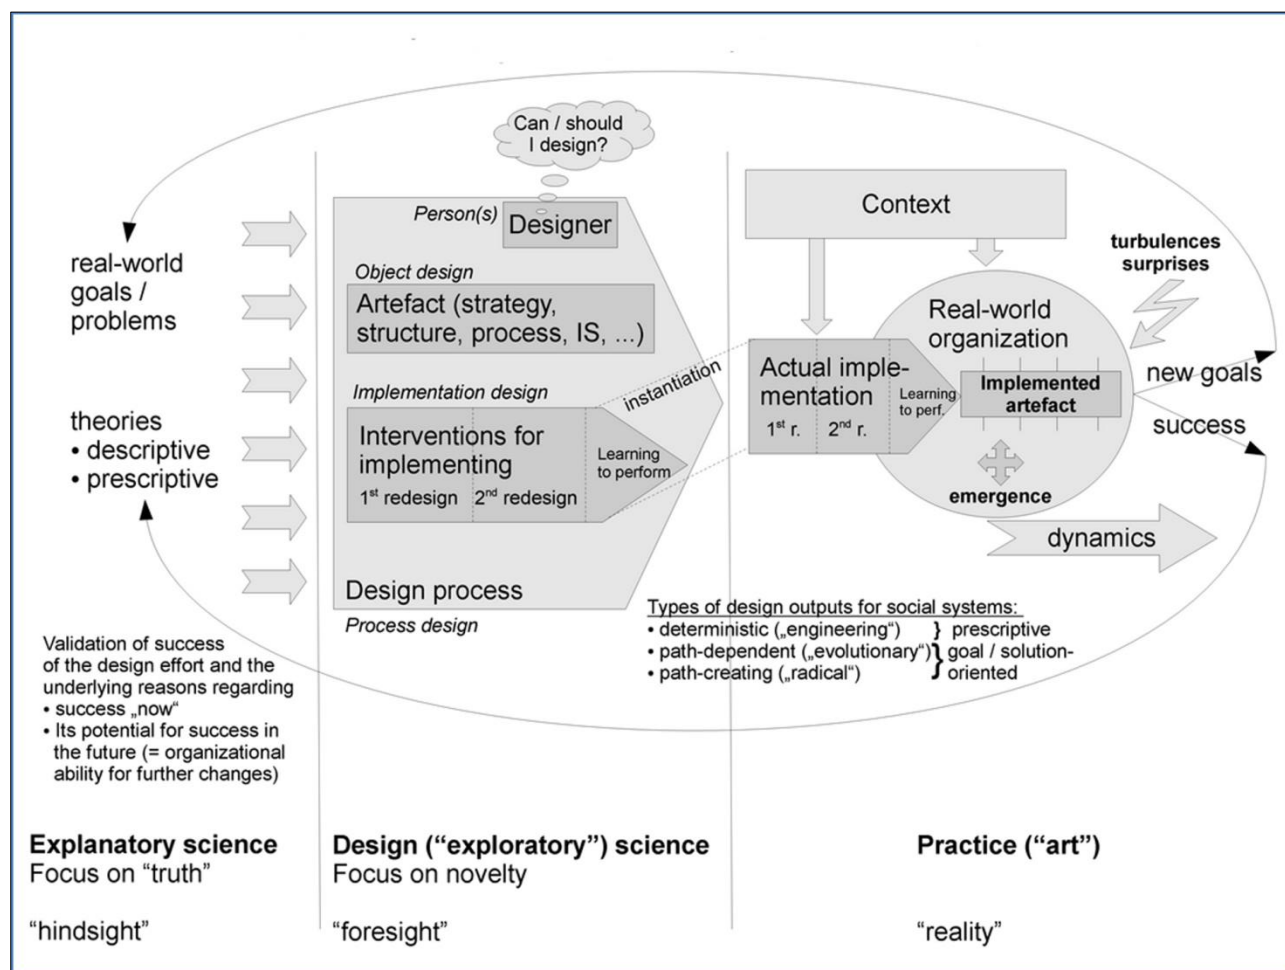 Can / should
I design?
Person(s)
Designer
Context
turbulences
surprises
real-world
goals /
problems
Object design
Artefact (strategy,
structure, process, IS, ...)
Real-world
organization
Implementation design
instantiation
Actual imple-
mentation
1st r.
2nd r.
Learning
to perf.
Implemented
artefact
new goals
success
theories
• descriptive
• prescriptive
Interventions for
implementing
1st redesign
2nd redesign
Learning
to perform
emergence
dynamics
Design process
Process design
Types of design outputs for social systems:
• deterministic („engineering“) } prescriptive
• path-dependent („evolutionary“) } goal / solution-
• path-creating („radical“) oriented
Validation of success
of the design effort and the
underlying reasons regarding
• success „now“
• Its potential for success in
the future (= organizational
ability for further changes)
Explanatory science
Focus on “truth”
“hindsight”
Design (“exploratory”) science
Focus on novelty
“foresight”
Practice (“art”)
“reality”